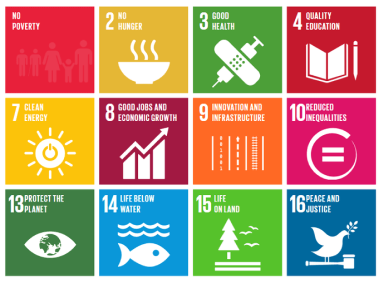 NO
POVERTY
2 NO
HUNGER
3 GOOD
HEALTH
4 QUALITY
EDUCATION
7 CLEAN
ENERGY
8 GOOD JOBS AND
ECONOMIC GROWTH
9 INNOVATION AND
INFRASTRUCTURE
10 REDUCED
INEQUALITIES
13 PROTECT THE
PLANET
14 LIFE BELOW
WATER
15 LIFE
ON LAND
16 PEACE AND
JUSTICE